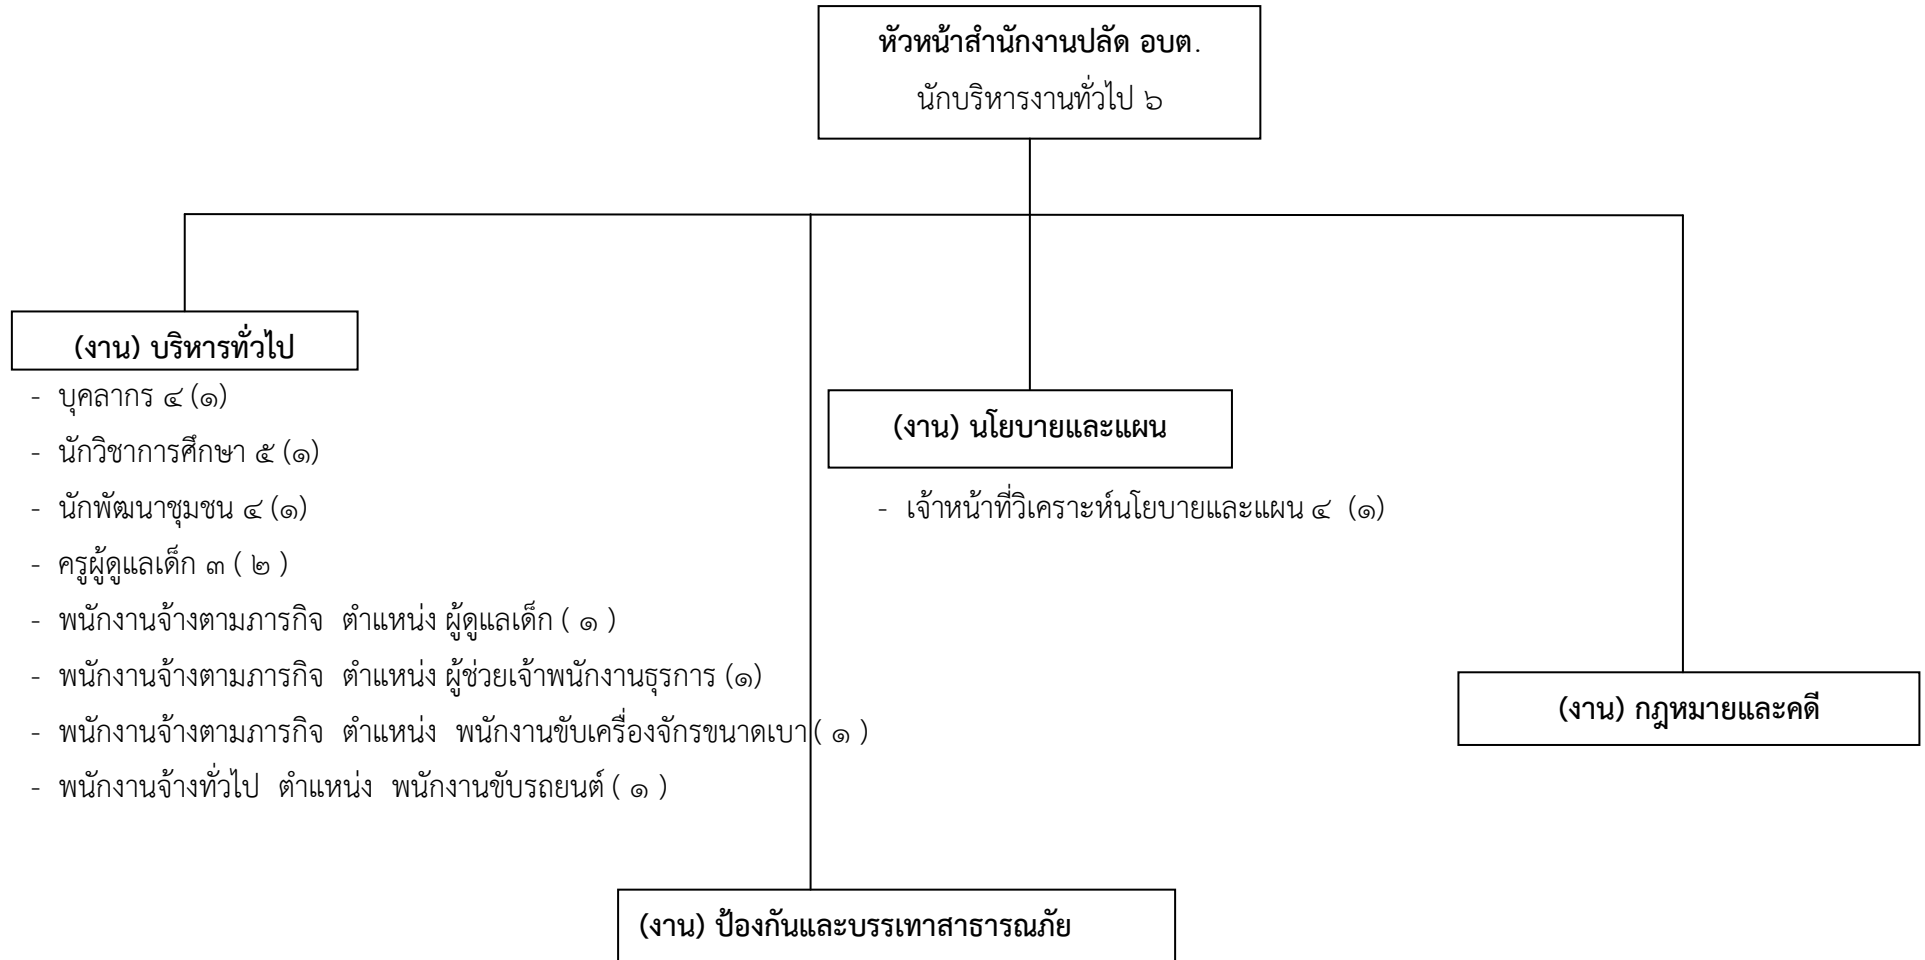 หัวหน้าสำนักงานปลัด อบต.
นักบริหารงานทั่วไป ๖
(งาน) บริหารทั่วไป
- บุคลากร ๔ (๑)
- นักวิชาการศึกษา ๕ (๑)
- นักพัฒนาชุมชน ๔ (๑)
- ครูผู้ดูแลเด็ก ๓ ( ๒ )
- พนักงานจ้างตามภารกิจ ตำแหน่ง ผู้ดูแลเด็ก ( ๑ )
- พนักงานจ้างตามภารกิจ ตำแหน่ง ผู้ช่วยเจ้าพนักงานธุรการ (๑)
- พนักงานจ้างตามภารกิจ ตำแหน่ง พนักงานขับเครื่องจักรขนาดเบา ( ๑ )
- พนักงานจ้างทั่วไป ตำแหน่ง พนักงานขับรถยนต์ ( ๑ )
(งาน) นโยบายและแผน
- เจ้าหน้าที่วิเคราะห์นโยบายและแผน ๔ (๑)
(งาน) กฎหมายและคดี
(งาน) ป้องกันและบรรเทาสาธารณภัย